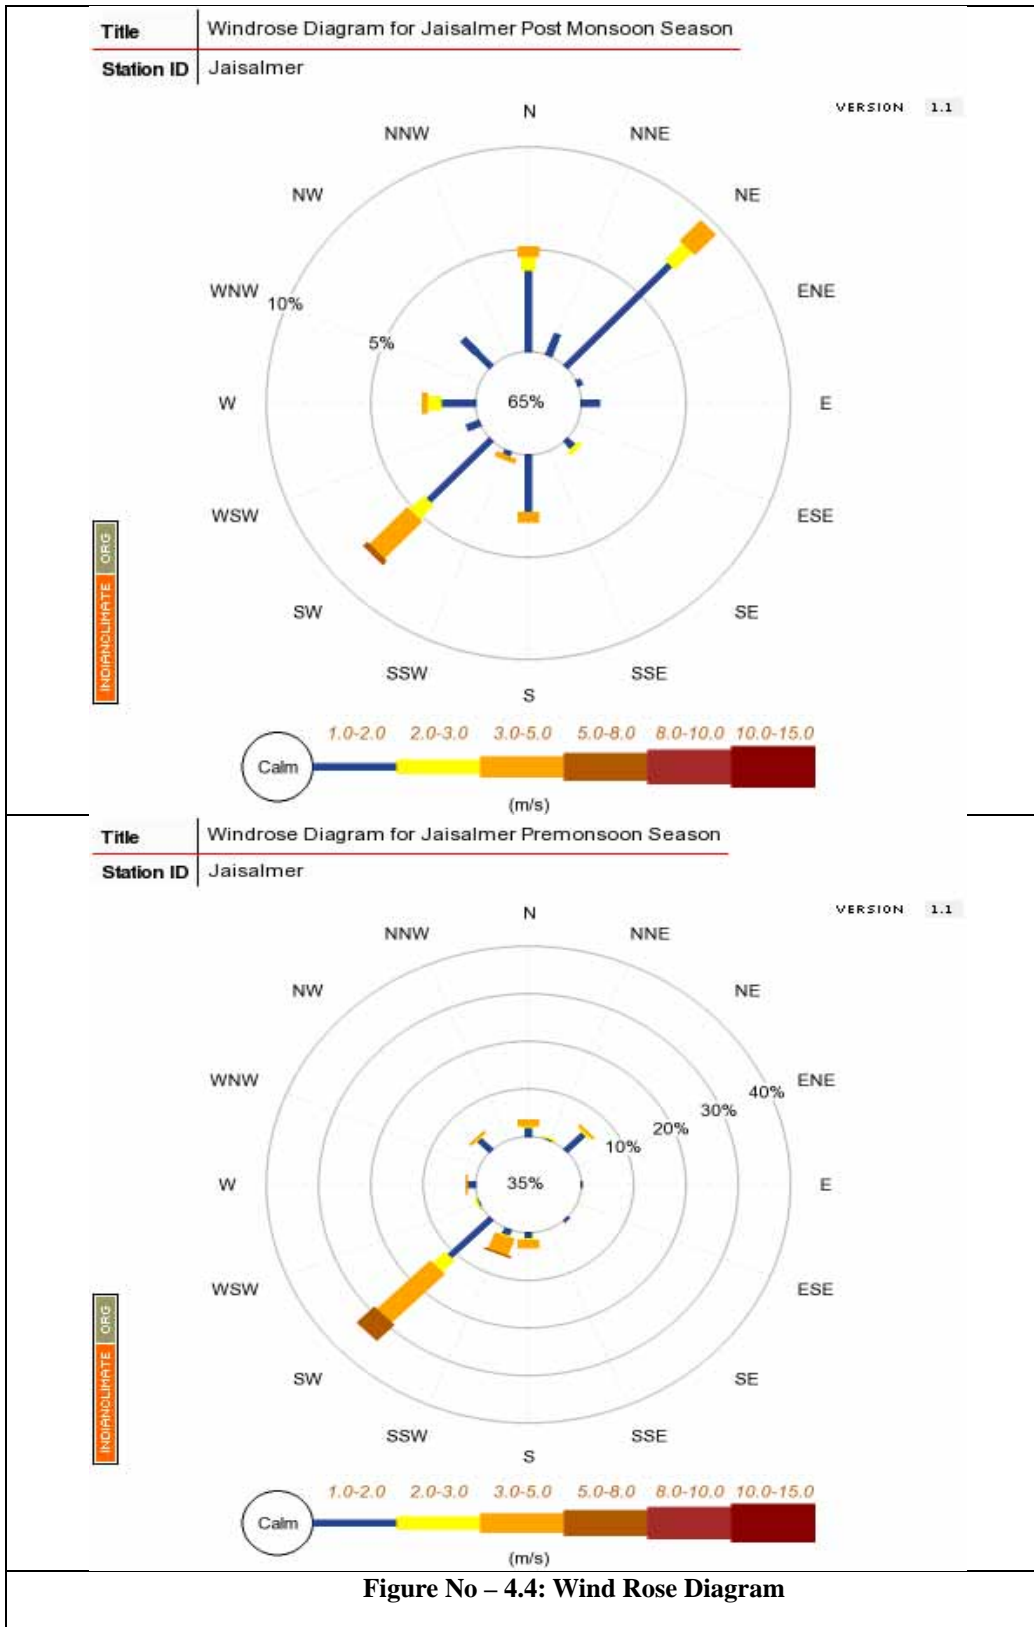 Title Windrose Diagram for Jaisalmer Post Monsoon Season
Station ID Jaisalmer
VERSION 1.1
N
NNW NNE
NW NE
WNW ENE
10%
5%
W 65% E
WSW ESE
SW SE
SSW SSE
S
INDIANCLIMATE ORG
1.0-2.0 2.0-3.0 3.0-5.0 5.0-8.0 8.0-10.0 10.0-15.0
Calm
(m/s)
Title Windrose Diagram for Jaisalmer Premonsoon Season
Station ID Jaisalmer
VERSION 1.1
N
NNW NNE
NW NE
WNW ENE
40%
30%
20%
10%
W 35% E
WSW ESE
SW SE
SSW SSE
S
INDIANCLIMATE ORG
1.0-2.0 2.0-3.0 3.0-5.0 5.0-8.0 8.0-10.0 10.0-15.0
Calm
(m/s)
Figure No – 4.4: Wind Rose Diagram